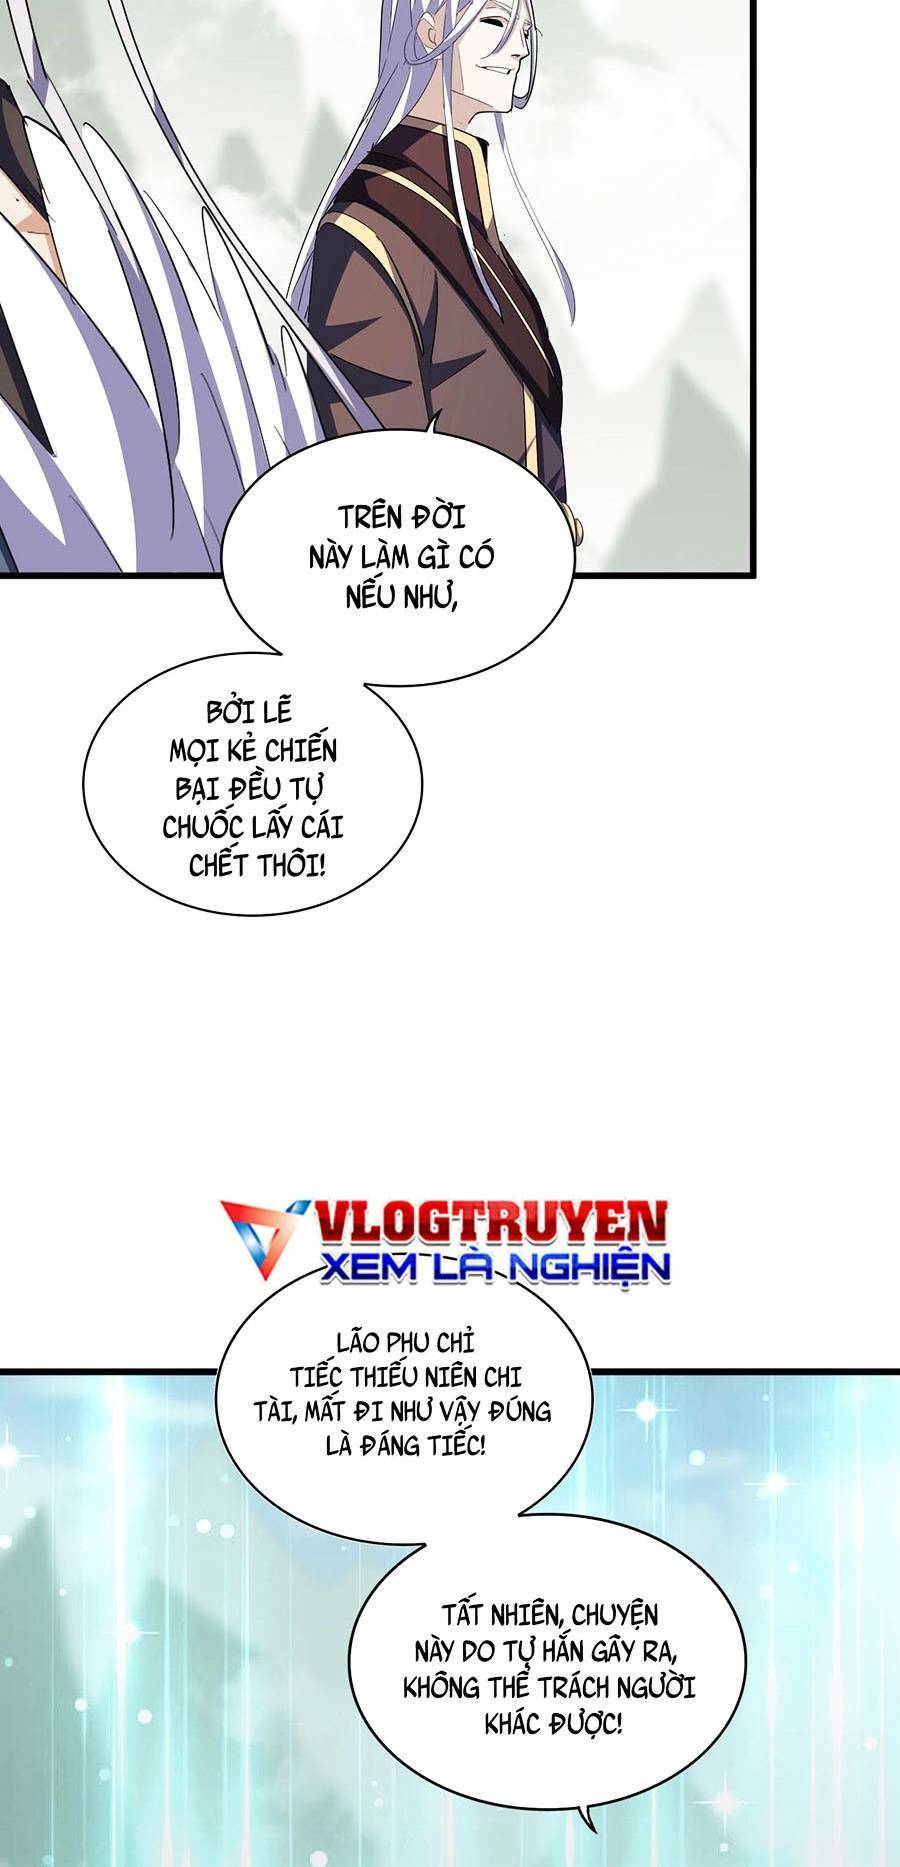 TRÊN ĐỜI
NÀY LÀM GÌ CÓ
NẾU NHƯ,
BỞI LẼ
MỌI KẺ CHIẾN
BẠI ĐỀU TỰ
CHUỐC LẤY CÁI
CHẾT THÔI!
VLOGTRUYEN
XEM LÀ NGHIỆN
LÃO PHU CHỈ
TIẾC THIẾU NIÊN CHI
TÀI, MẤT ĐI NHƯ VẬY ĐÚNG
LÀ ĐÁNG TIẾC!
TẤT NHIÊN, CHUYỆN
NÀY DO TỰ HẮN GÂY RA,
KHÔNG THỂ TRÁCH NGƯỜI
KHÁC ĐƯỢC!